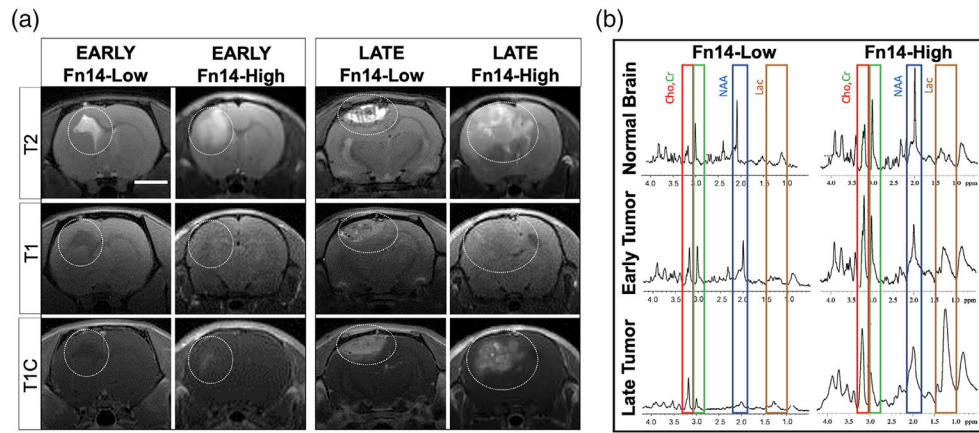 (a)
EARLY EARLY LATE LATE
Fn14-Low Fn14-High Fn14-Low Fn14-High
T2
T1
T1C
(b)
Fn14-Low Fn14-High
Cho,Cr NAA Lac Cho,Cr NAA Lac
Normal Brain
4.0 3.5 3.0 2.5 2.0 1.5 1.0 4.0 3.5 3.0 2.5 2.0 1.5 1.0 ppm
Early Tumor
4.0 3.5 3.0 2.5 2.0 1.5 1.0 4.0 3.5 3.0 2.5 2.0 1.5 1.0 ppm
Late Tumor
4.0 3.5 3.0 2.5 2.0 1.5 1.0 4.0 3.5 3.0 2.5 2.0 1.5 1.0 ppm